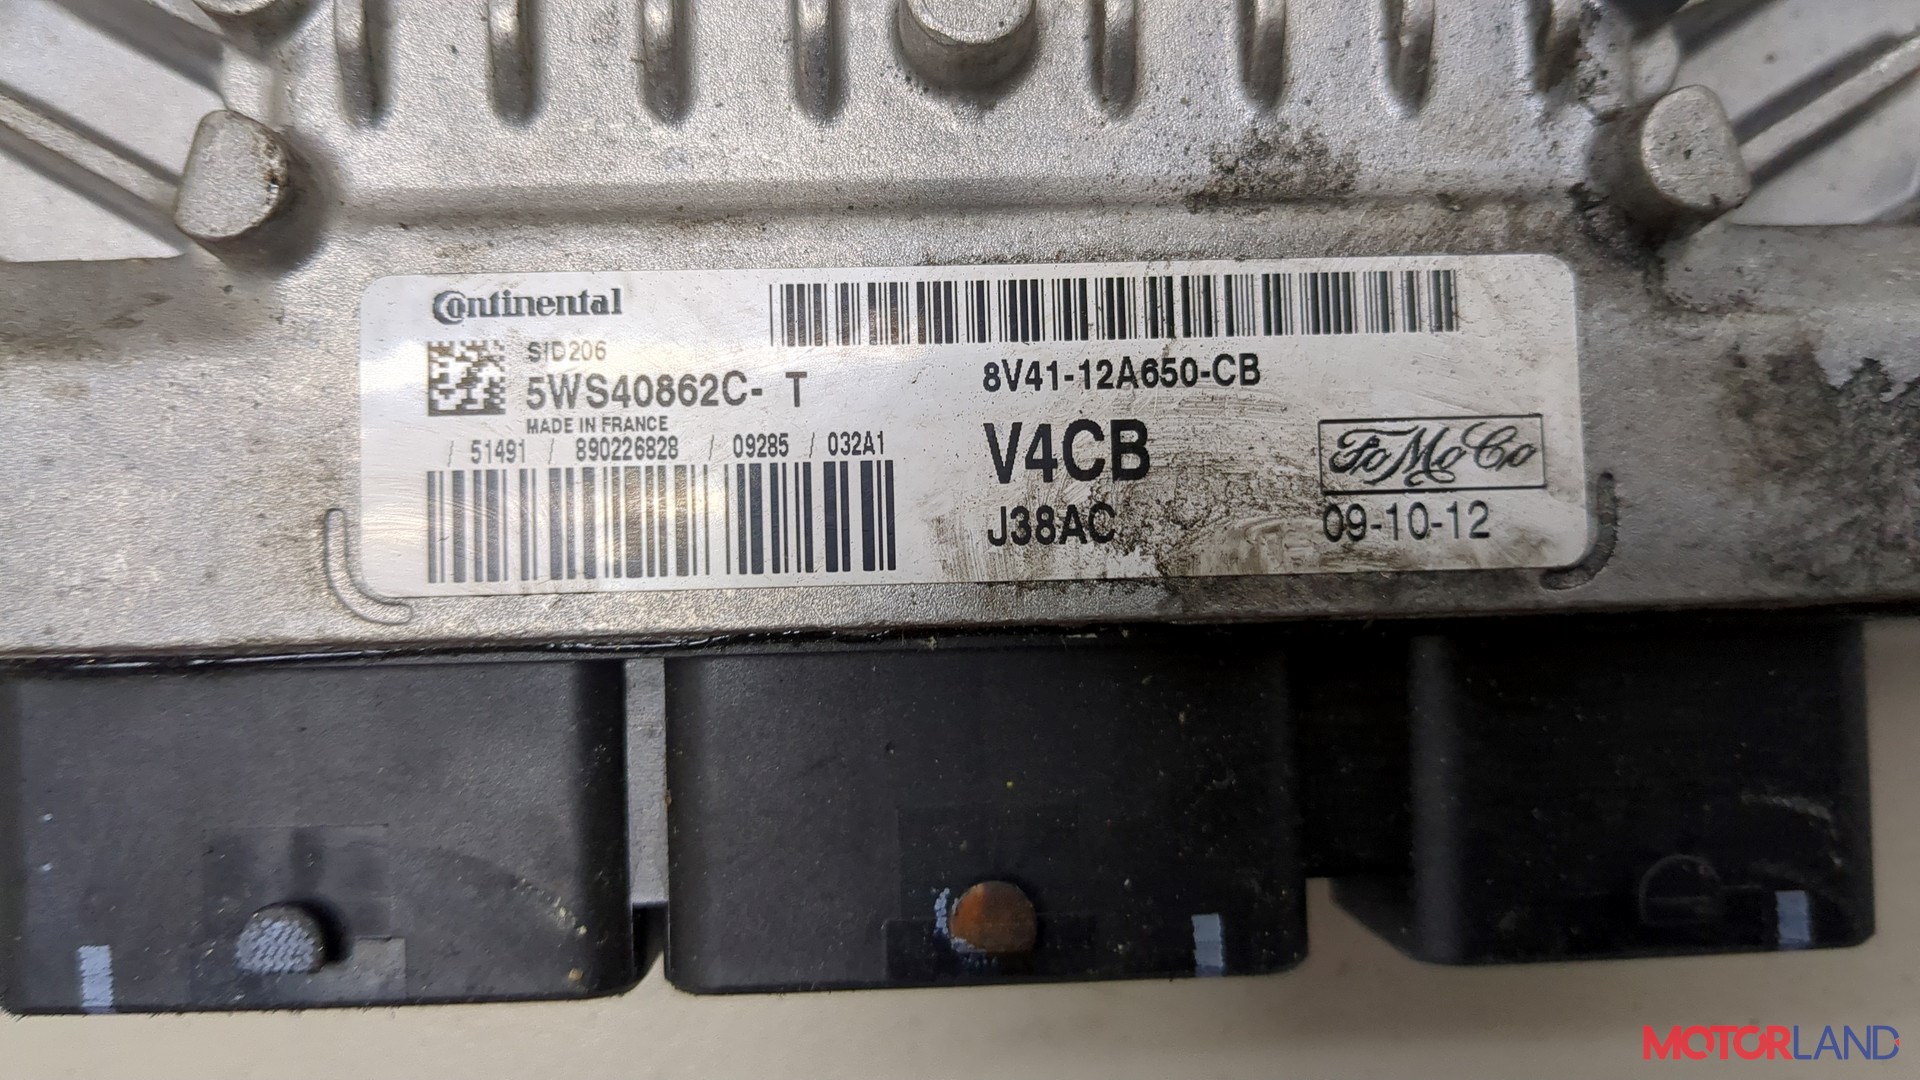 Continental
SID206
5WS40862C- T
MADE IN FRANCE
/ 51491 / 890226828 / 09285 / 032A1
8V41-12A650-CB
V4CB
J38AC
FoMoCo
09-10-12
MOTORLAND